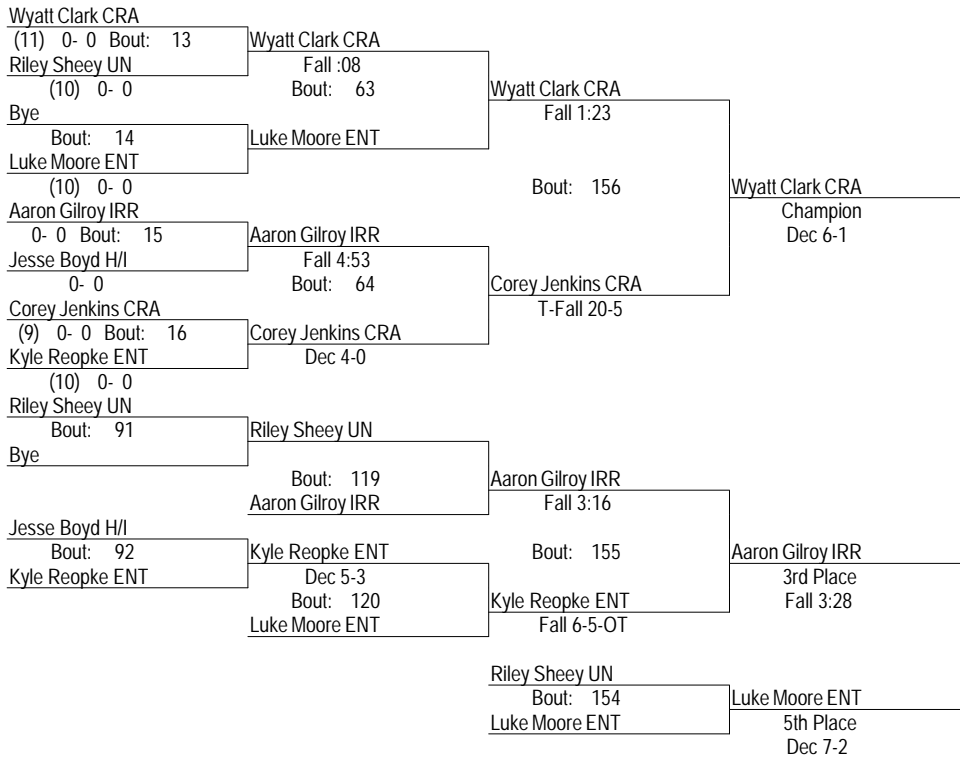 Wyatt Clark CRA
(11) 0- 0 Bout: 13 Wyatt Clark CRA
Riley Sheey UN Fall :08
(10) 0- 0 Bout: 63 Wyatt Clark CRA
Bye Fall 1:23
Bout: 14 Luke Moore ENT
Luke Moore ENT
(10) 0- 0 Bout: 156 Wyatt Clark CRA
Aaron Gilroy IRR Champion
0- 0 Bout: 15 Aaron Gilroy IRR Dec 6-1
Jesse Boyd H/I Fall 4:53
0- 0 Bout: 64 Corey Jenkins CRA
Corey Jenkins CRA T-Fall 20-5
(9) 0- 0 Bout: 16 Corey Jenkins CRA
Kyle Reopke ENT Dec 4-0
(10) 0- 0
Riley Sheey UN
Bout: 91 Riley Sheey UN
Bye
Bout: 119 Aaron Gilroy IRR
Aaron Gilroy IRR Fall 3:16
Jesse Boyd H/I
Bout: 92 Kyle Reopke ENT Bout: 155 Aaron Gilroy IRR
Kyle Reopke ENT Dec 5-3 3rd Place
Bout: 120 Kyle Reopke ENT Fall 3:28
Luke Moore ENT Fall 6-5-OT
Riley Sheey UN
Bout: 154 Luke Moore ENT
Luke Moore ENT 5th Place
Dec 7-2